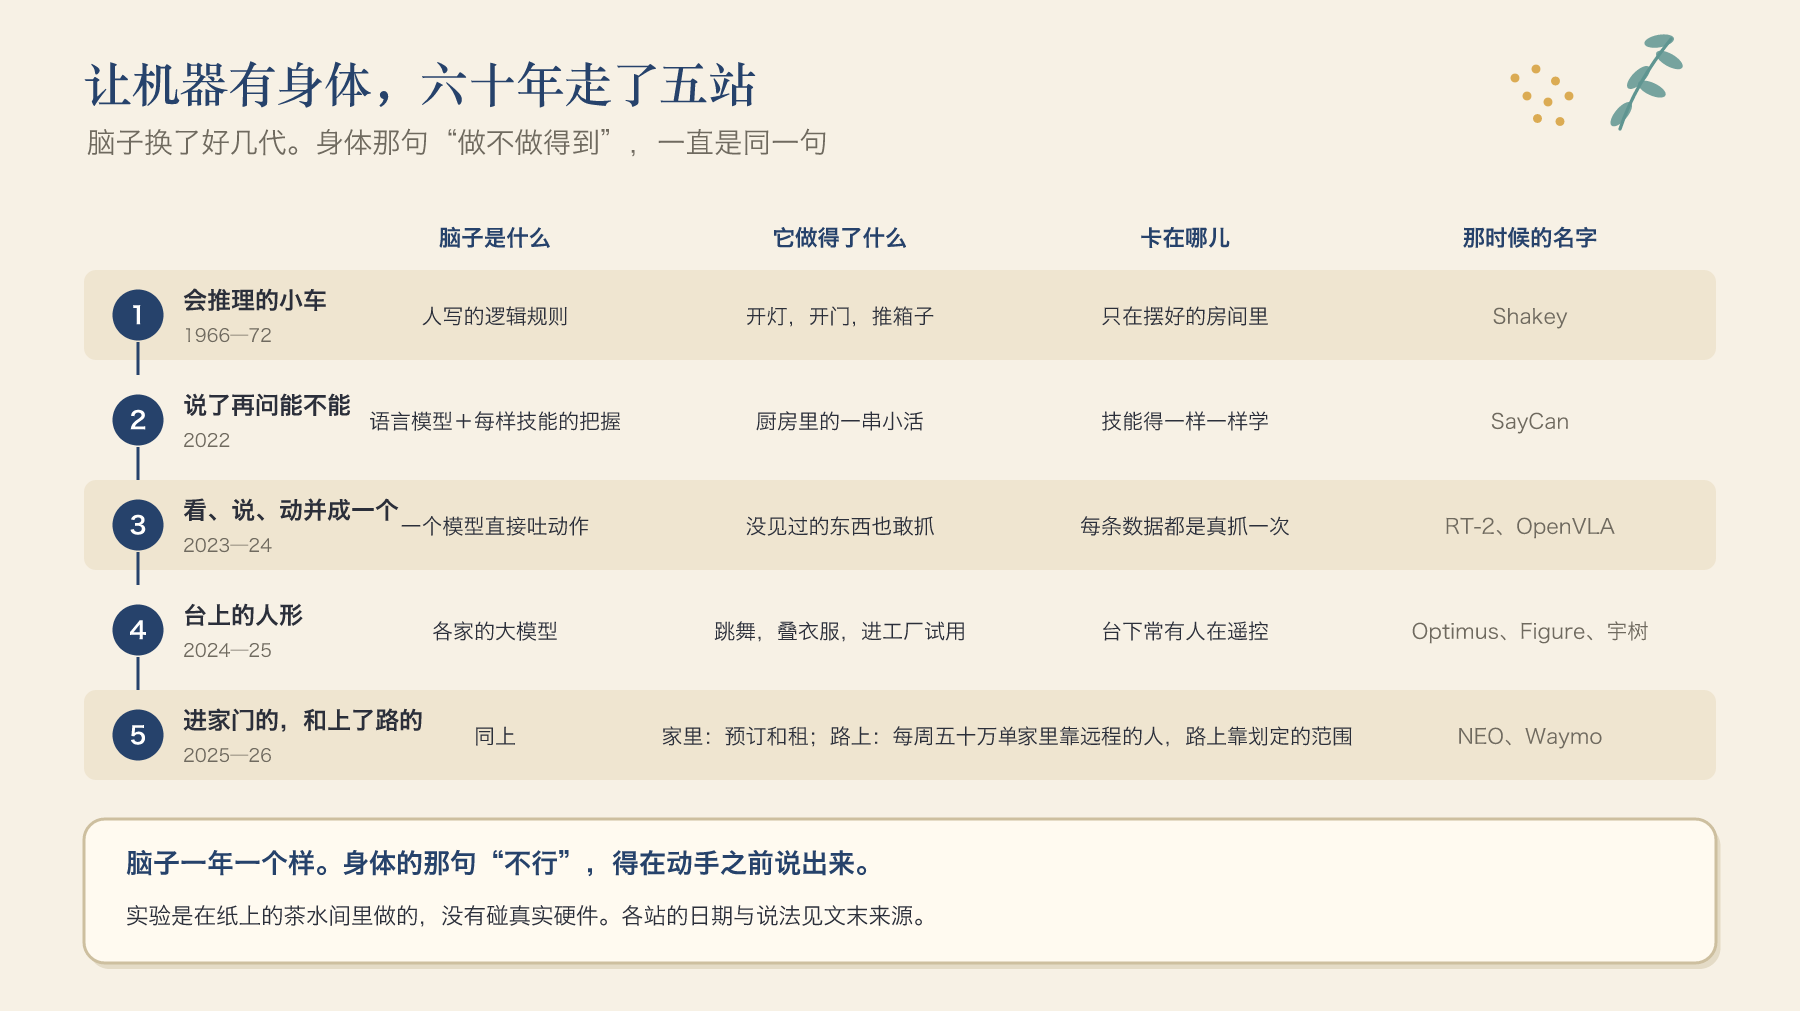 让机器有身体，六十年走了五站
脑子换了好几代。身体那句“做不做得到”，一直是同一句
脑子是什么 它做得了什么 卡在哪儿 那时候的名字
1 会推理的小车 人写的逻辑规则 开灯，开门，推箱子 只在摆好的房间里 Shakey
1966—72
2 说了再问能不能 语言模型＋每样技能的把握 厨房里的一串小活 技能得一样一样学 SayCan
2022
3 看、说、动并成一个 一个模型直接吐动作 没见过的东西也敢抓 每条数据都是真抓一次 RT-2、OpenVLA
2023—24
4 台上的人形 各家的大模型 跳舞，叠衣服，进工厂试用 台下常有人在遥控 Optimus、Figure、宇树
2024—25
5 进家门的，和上了路的 同上 家里：预订和租；路上：每周五十万单 家里靠远程的人，路上靠划定的范围 NEO、Waymo
2025—26
脑子一年一个样。身体的那句“不行”，得在动手之前说出来。
实验是在纸上的茶水间里做的，没有碰真实硬件。各站的日期与说法见文末来源。